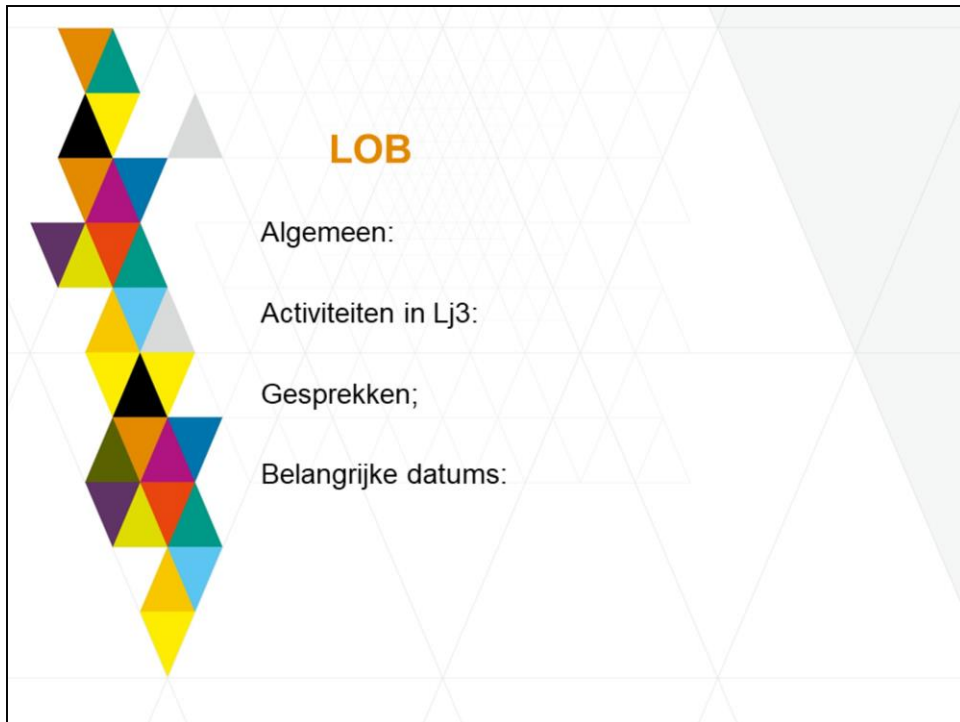 LOB
Algemeen:
Activiteiten in Lj3:
Gesprekken;
Belangrijke datums: